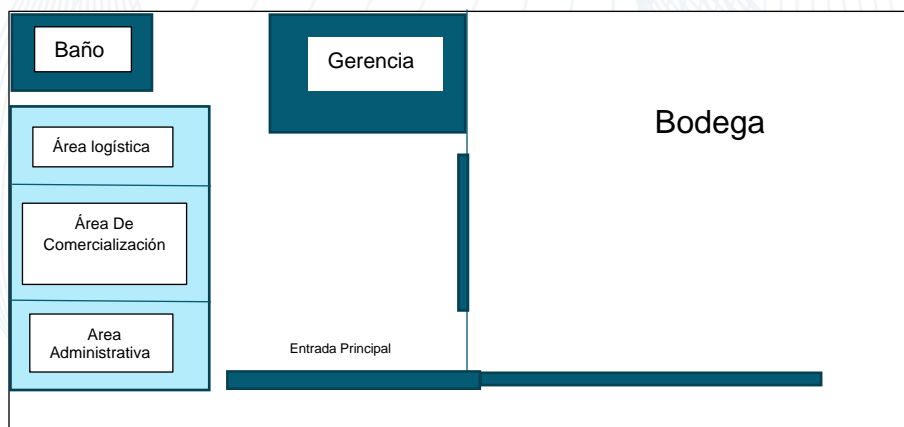 Baño
Gerencia
Bodega
Área logística
Área De
Comercialización
Area
Administrativa
Entrada Principal